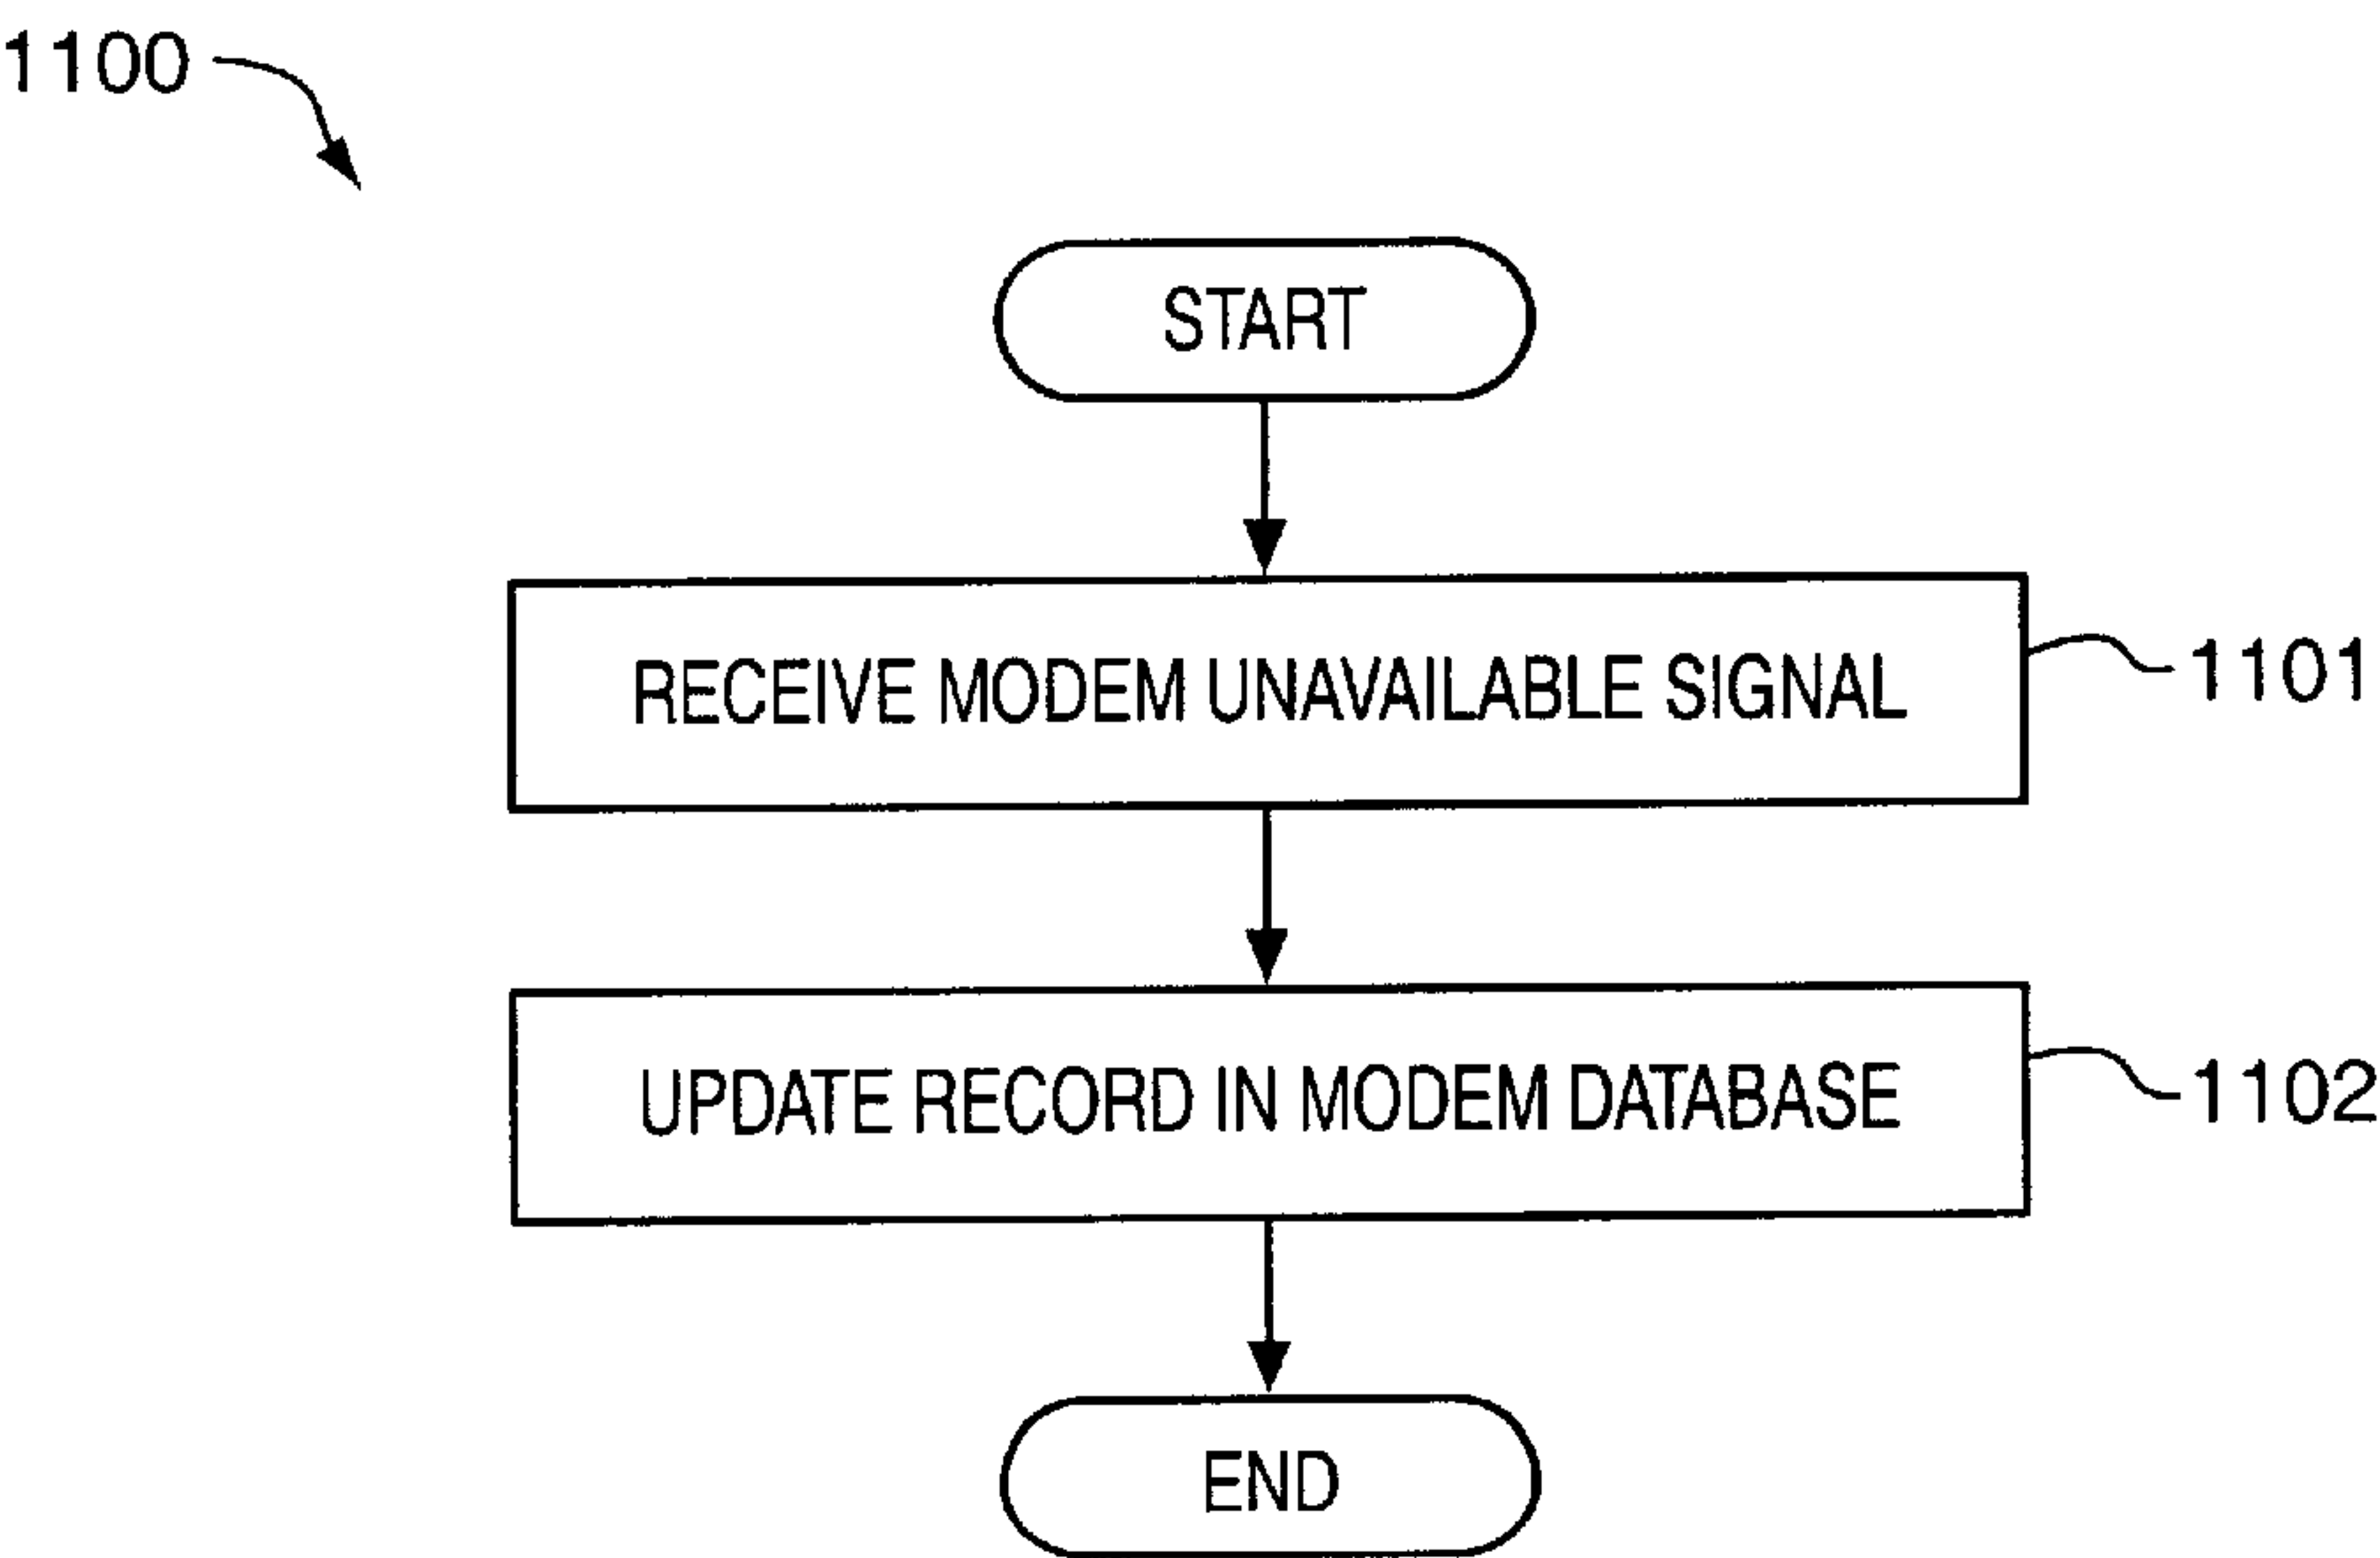 1100
START
RECEIVE MODEM UNAVAILABLE SIGNAL
1101
UPDATE RECORD IN MODEM DATABASE
1102
END